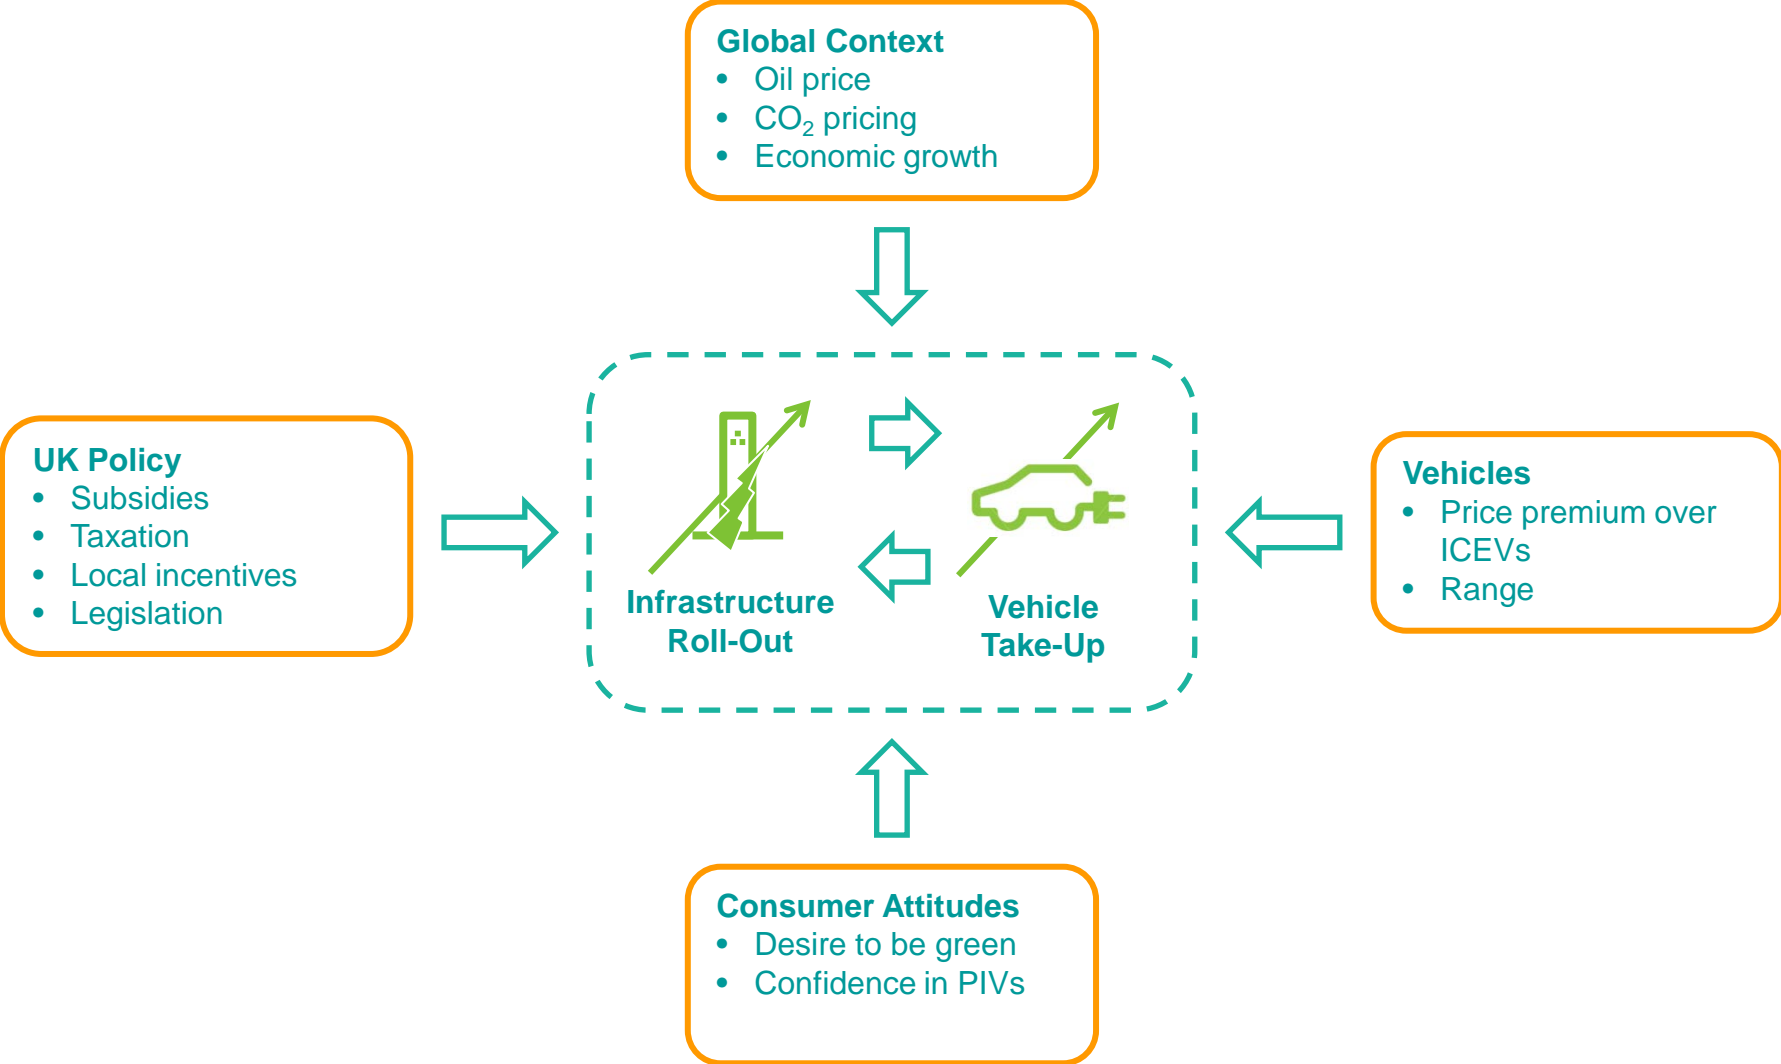 Global Context
• Oil price
• CO₂ pricing
• Economic growth
UK Policy
• Subsidies
• Taxation
• Local incentives
• Legislation
Infrastructure
Roll-Out
Vehicle
Take-Up
Vehicles
• Price premium over
ICEVs
• Range
Consumer Attitudes
• Desire to be green
• Confidence in PIVs